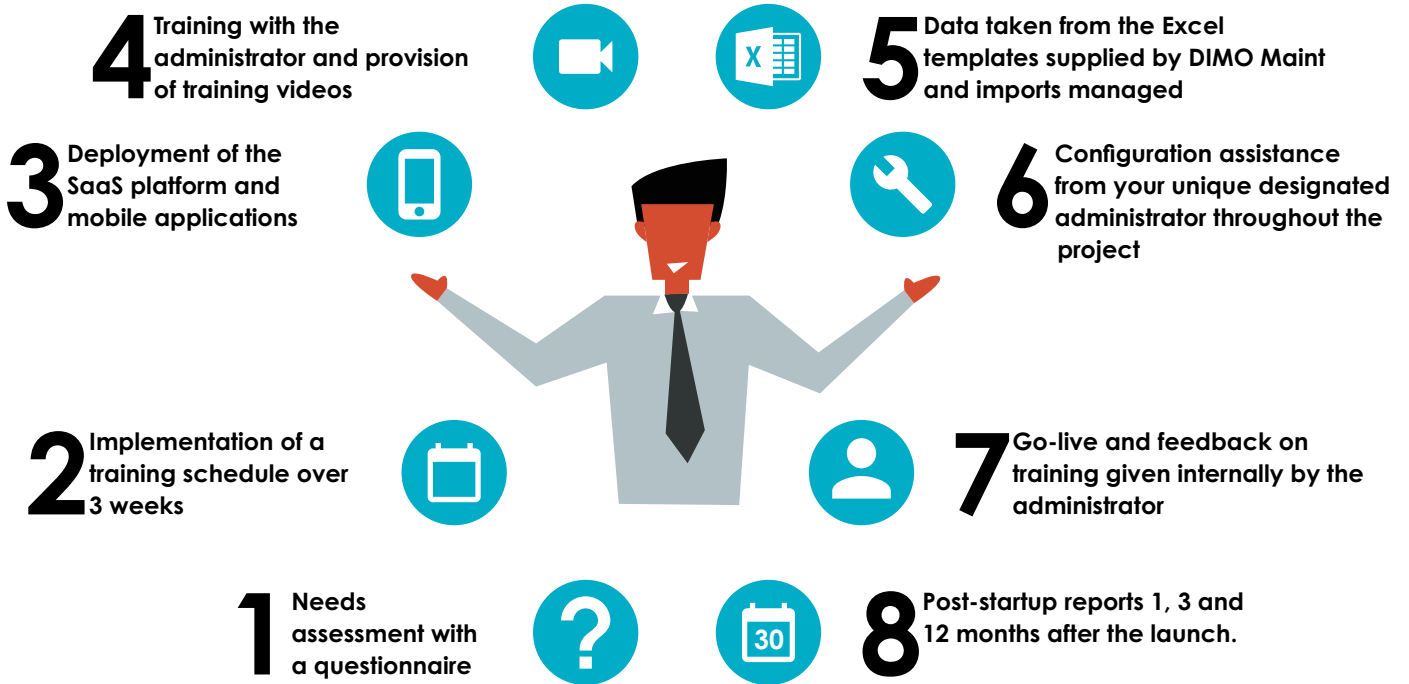 4
Training with the
administrator and provision
of training videos
X
5
Data taken from the Excel
templates supplied by DIMO Maint
and imports managed
3
Deployment of the
SaaS platform and
mobile applications
6
Configuration assistance
from your unique designated
administrator throughout the
project
2
Implementation of a
training schedule over
3 weeks
7
Go-live and feedback on
training given internally by the
administrator
1
Needs
assessment with
a questionnaire
?
30
8
Post-startup reports 1, 3 and
12 months after the launch.